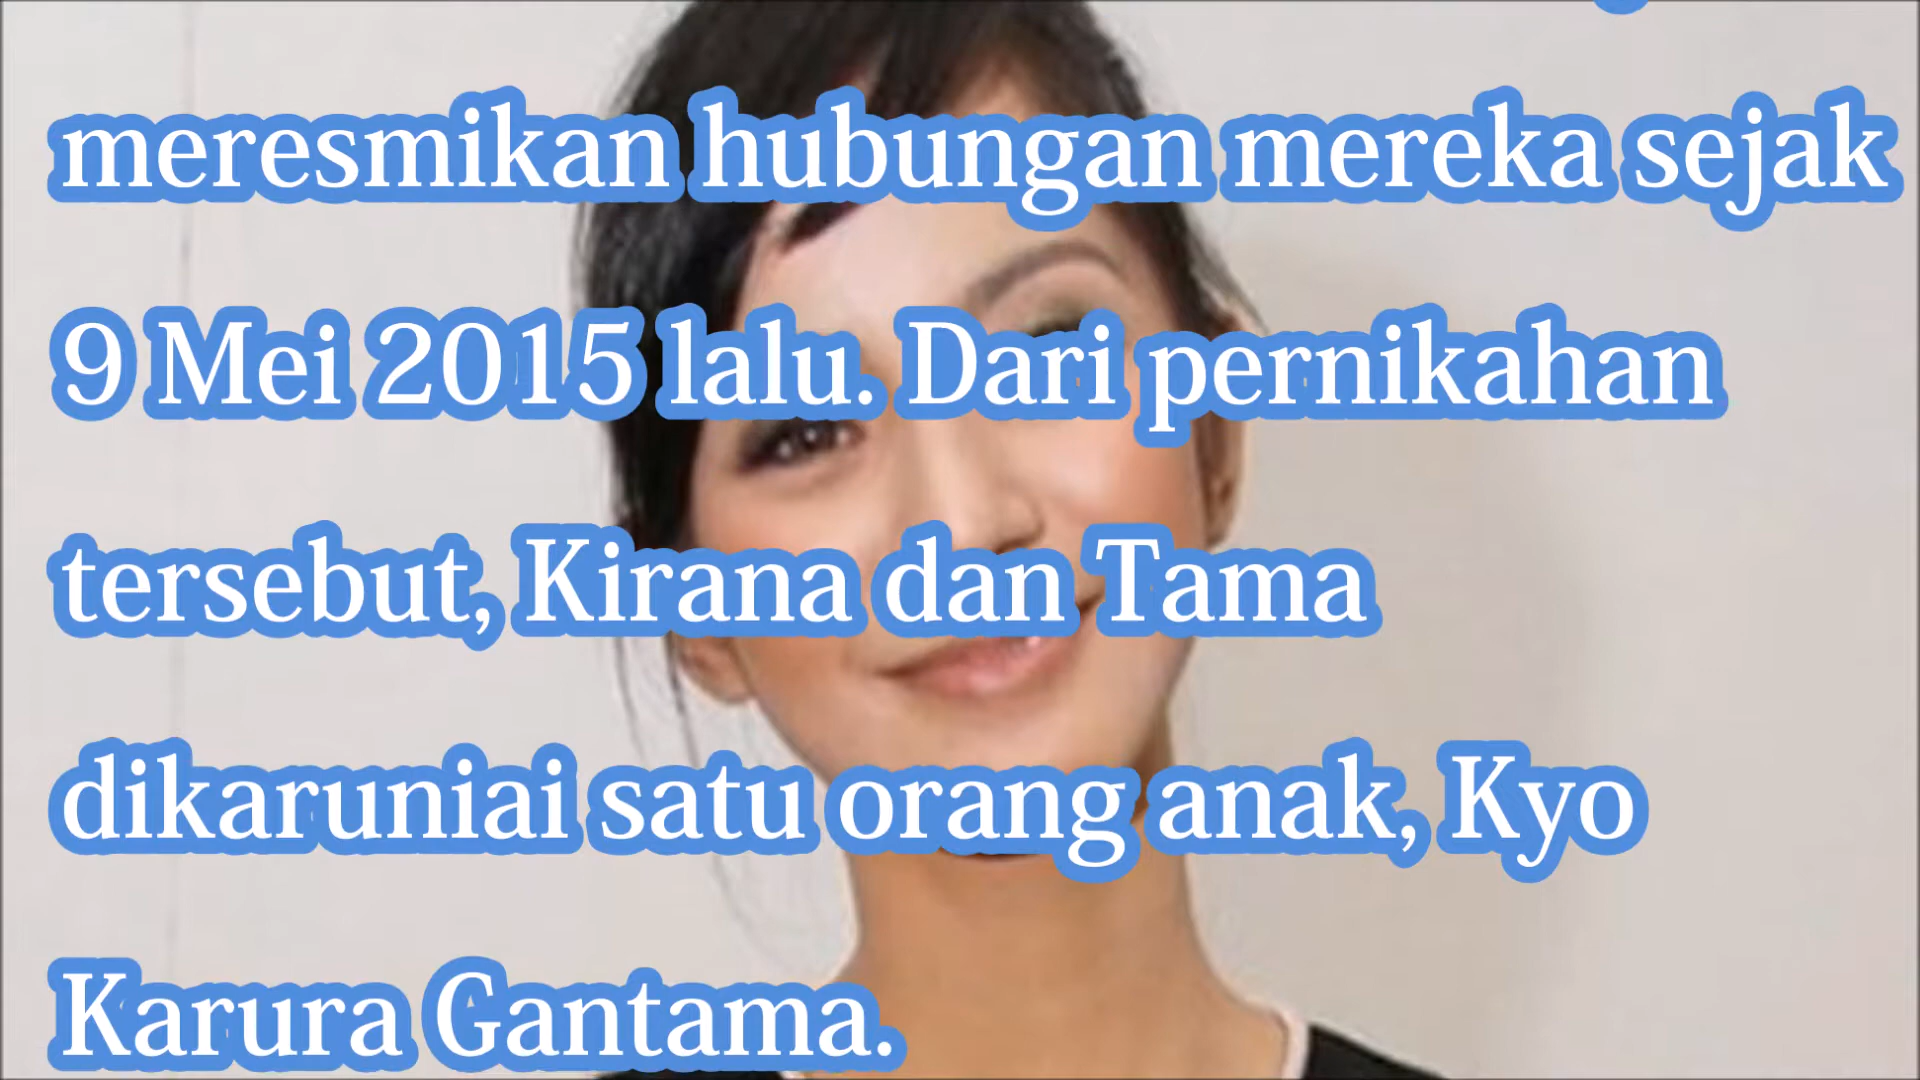 meresmikan hubungan mereka sejak
9 Mei 2015 lalu. Dari pernikahan
tersebut, Kirana dan Tama
dikaruniai satu orang anak, Kyo
Karura Gantama.